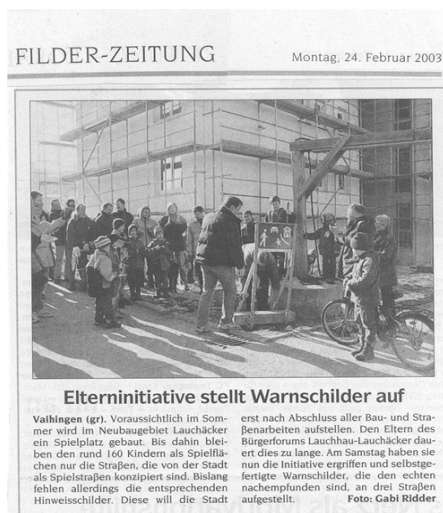 FILDER-ZEITUNG
Montag, 24. Februar 2003
Elterninitiative stellt Warnschilder auf
Vaihingen (gr). Voraussichtlich im Som-
mer wird im Neubaugebiet Lauchäcker
ein Spielplatz gebaut. Bis dahin blei-
ben den rund 160 Kindern als Spielflä-
chen nur die Straßen, die von der Stadt
als Spielstraßen konzipiert sind. Bislang
fehlen allerdings die entsprechenden
Hinweisschilder. Diese will die Stadt
erst nach Abschluss aller Bau- und Stra-
ßenarbeiten aufstellen. Den Eltern des
Bürgerforums Lauchhau-Lauchäcker dau-
ert dies zu lange. Am Samstag haben sie
nun die Initiative ergriffen und selbstge-
fertigte Warnschilder, die den echten
nachempfunden sind, an drei Straßen
aufgestellt. Foto: Gabi Ridder